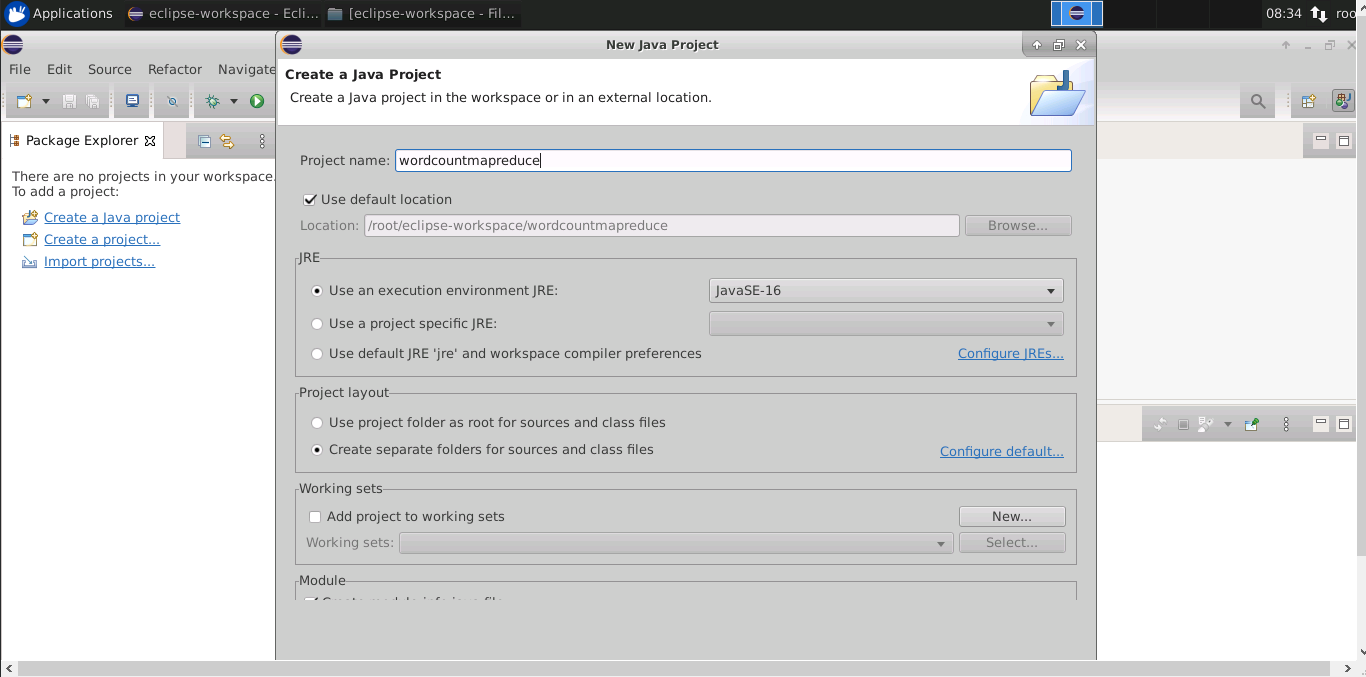 Applications eclipse-workspace - Ecli... [eclipse-workspace - Fil... 08:34 roo
New Java Project
File Edit Source Refactor Navigate
Create a Java Project
Create a Java project in the workspace or in an external location.
Package Explorer
There are no projects in your workspace.
To add a project:
Create a Java project
Create a project...
Import projects...
Project name: wordcountmapreduce
Use default location
Location: /root/eclipse-workspace/wordcountmapreduce Browse...
JRE
Use an execution environment JRE: JavaSE-16
Use a project specific JRE:
Use default JRE 'jre' and workspace compiler preferences Configure JREs...
Project layout
Use project folder as root for sources and class files
Create separate folders for sources and class files Configure default...
Working sets
Add project to working sets New...
Working sets: Select...
Module